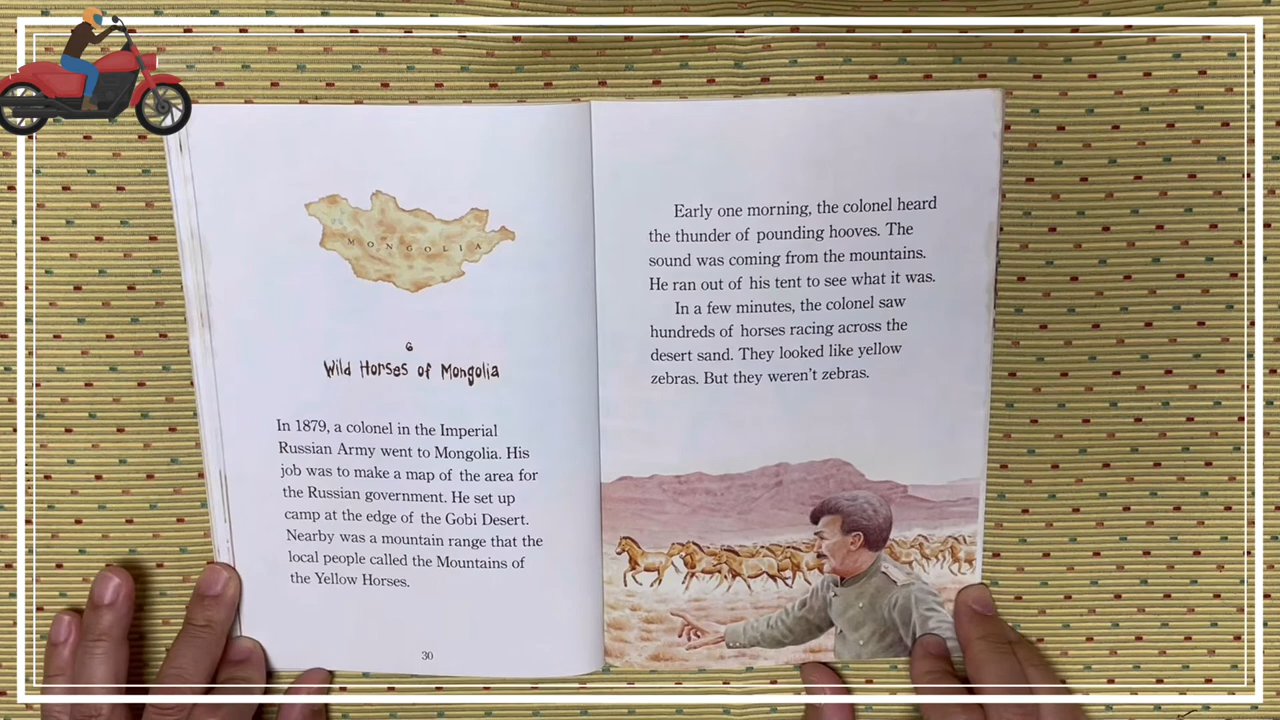 MONGOLIA
6
Wild Horses of Mongolia
In 1879, a colonel in the Imperial
Russian Army went to Mongolia. His
job was to make a map of the area for
the Russian government. He set up
camp at the edge of the Gobi Desert.
Nearby was a mountain range that the
local people called the Mountains of
the Yellow Horses.
30
Early one morning, the colonel heard
the thunder of pounding hooves. The
sound was coming from the mountains.
He ran out of his tent to see what it was.
In a few minutes, the colonel saw
hundreds of horses racing across the
desert sand. They looked like yellow
zebras. But they weren't zebras.